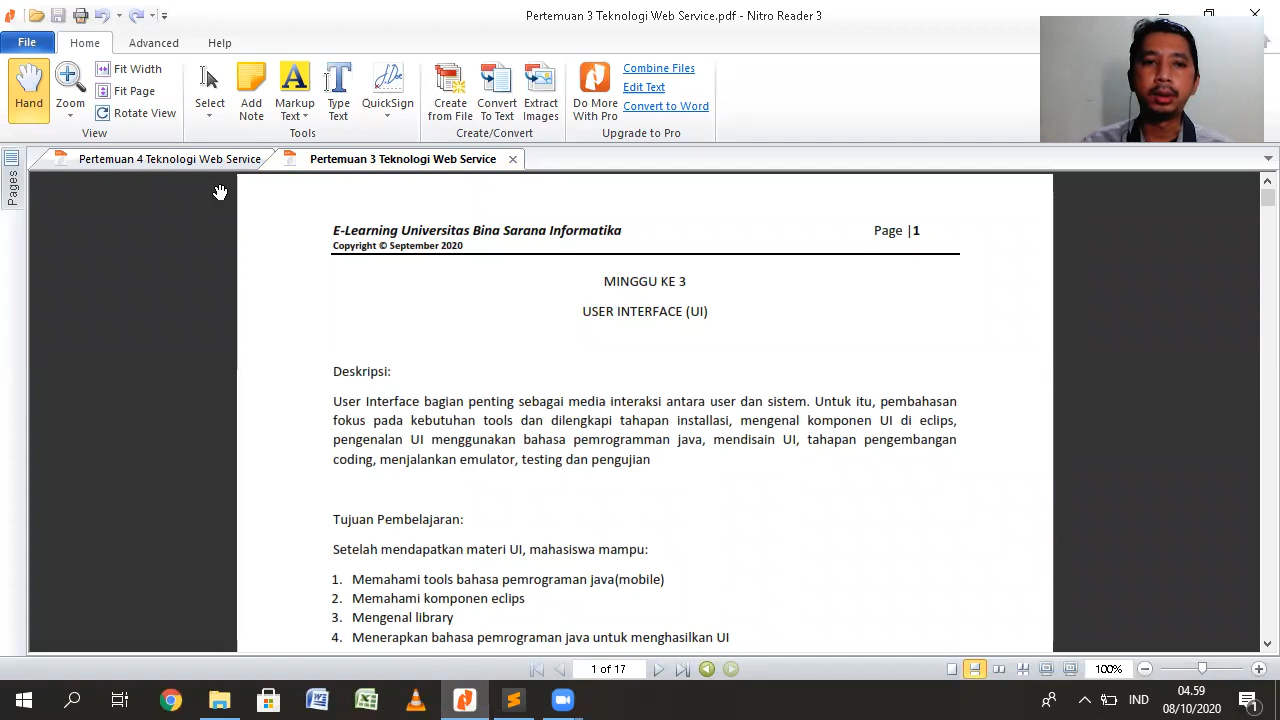 Pertemuan 3 Teknologi Web Service.pdf - Nitro Reader 3
File
Home
Advanced
Help
Hand
Zoom
Fit Width
Fit Page
Rotate View
View
Select
Add
Note
Markup
Text
Type
Text
QuickSign
Tools
Create
from File
Convert
To Text
Extract
Images
Create/Convert
Do More
With Pro
Combine Files
Edit Text
Convert to Word
Upgrade to Pro
Pages
Pertemuan 4 Teknologi Web Service
Pertemuan 3 Teknologi Web Service
E-Learning Universitas Bina Sarana Informatika
Page |1
Copyright © September 2020
MINGGU KE 3
USER INTERFACE (UI)
Deskripsi:
User Interface bagian penting sebagai media interaksi antara user dan sistem. Untuk itu, pembahasan
fokus pada kebutuhan tools dan dilengkapi tahapan installasi, mengenal komponen UI di eclips,
pengenalan UI menggunakan bahasa pemrogramman java, mendisain UI, tahapan pengembangan
coding, menjalankan emulator, testing dan pengujian
Tujuan Pembelajaran:
Setelah mendapatkan materi UI, mahasiswa mampu:
1. Memahami tools bahasa pemrograman java(mobile)
2. Memahami komponen eclips
3. Mengenal library
4. Menerapkan bahasa pemrograman java untuk menghasilkan UI
1 of 17
100%
IND
04.59
08/10/2020
1